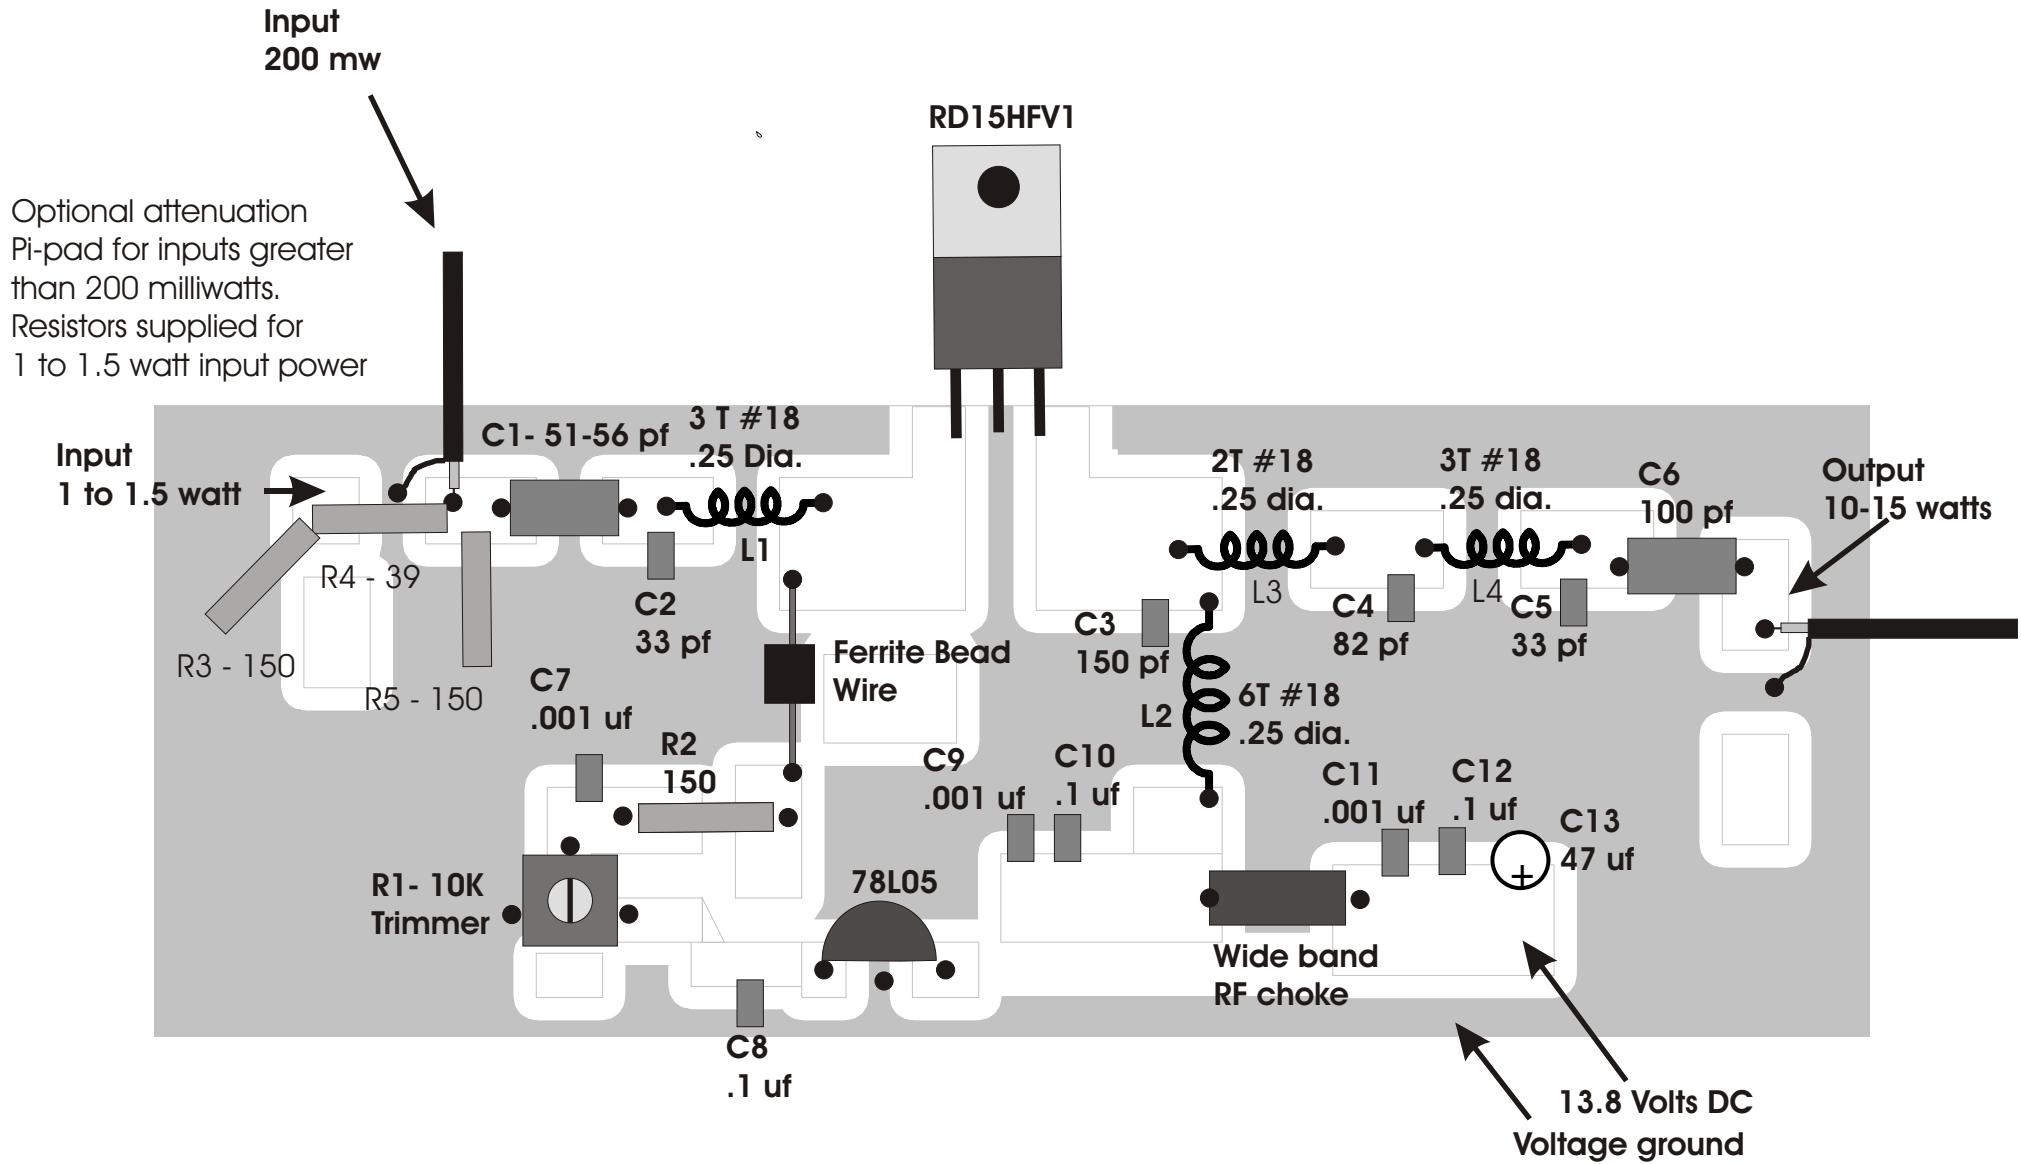 Input
200 mw
RD15HFV1
Optional attenuation
Pi-pad for inputs greater
than 200 milliwatts.
Resistors supplied for
1 to 1.5 watt input power
Input
1 to 1.5 watt
C1- 51-56 pf
3 T #18
.25 Dia.
L1
2T #18
.25 dia.
L3
3T #18
.25 dia.
L4
C6
100 pf
Output
10-15 watts
R4 - 39
R3 - 150
R5 - 150
C2
33 pf
Ferrite Bead
Wire
C3
150 pf
C4
82 pf
C5
33 pf
C7
.001 uf
R2
150
L2
6T #18
.25 dia.
C9
.001 uf
C10
.1 uf
C11
.001 uf
C12
.1 uf
C13
47 uf
+
R1- 10K
Trimmer
78L05
Wide band
RF choke
C8
.1 uf
13.8 Volts DC
Voltage ground